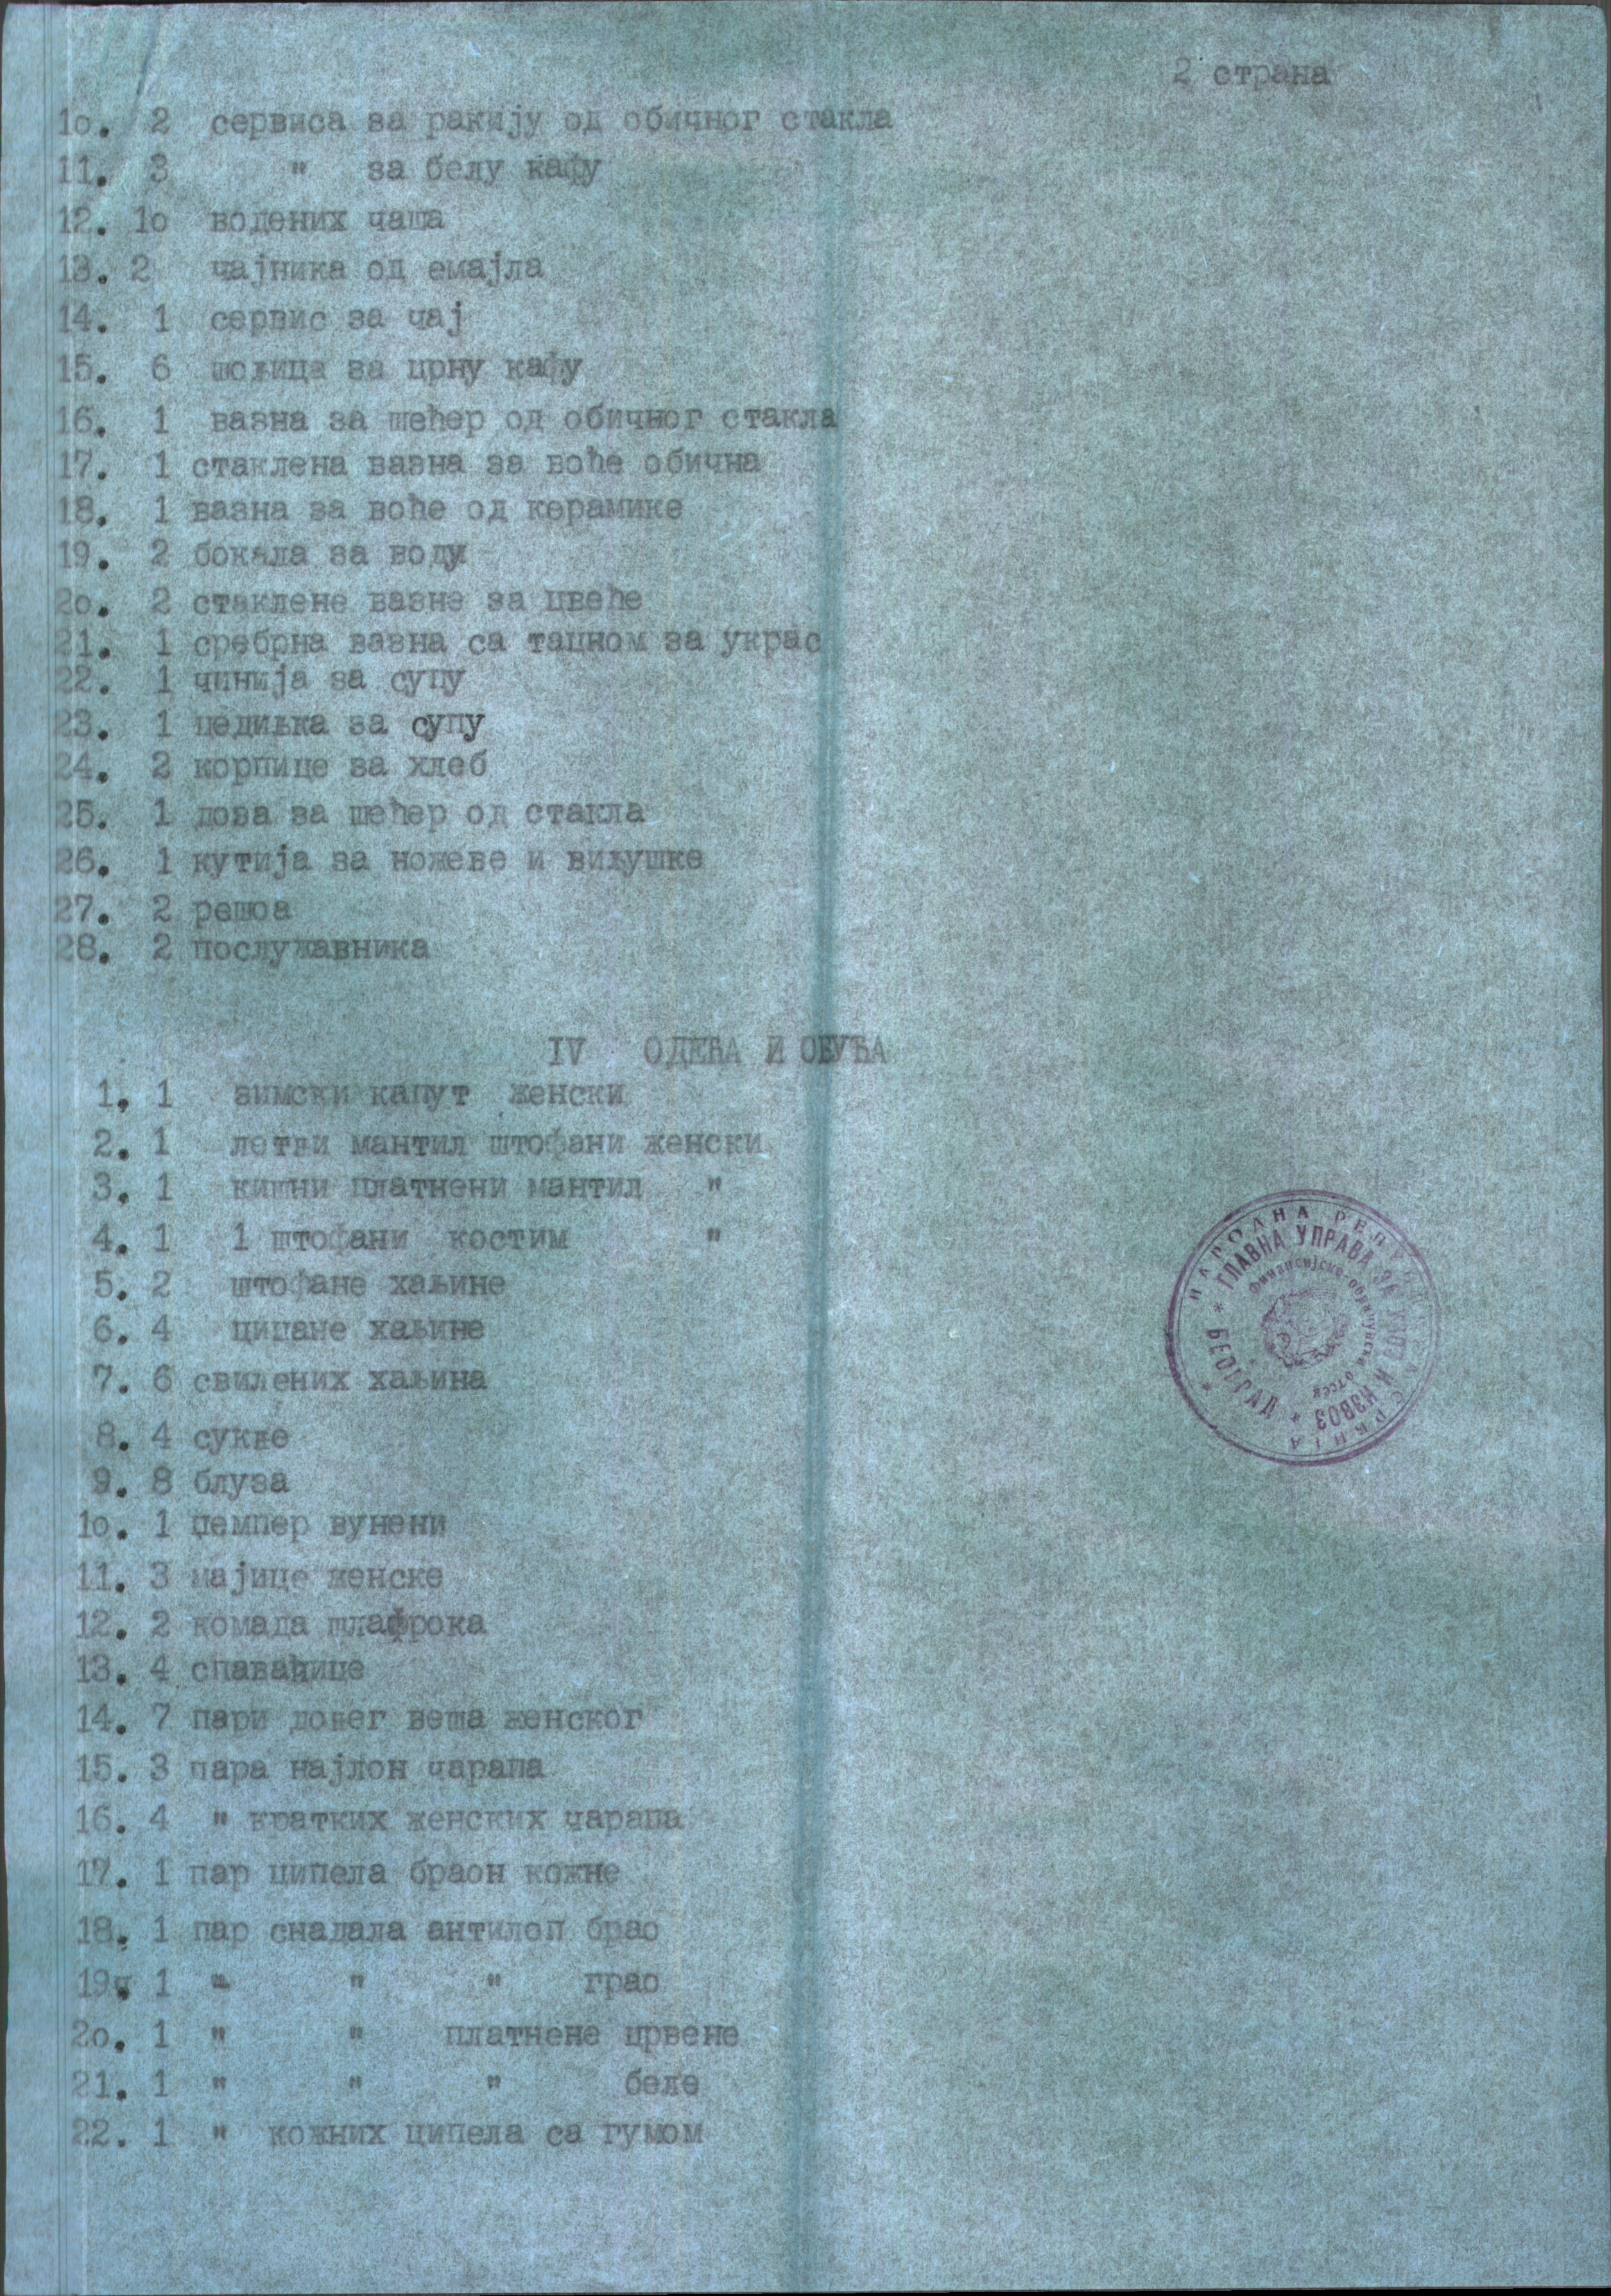 2 страна
1о. 2 сервиса за ракију од обичног стакла
11. 3 " за белу кафу
12. 1о водених чаша
13. 2 чајника од емајла
14. 1 сервис за чај
15. 6 шољица за црну кафу
16. 1 вазна за шећер од обичног стакла
17. 1 стаклена вазна за воће обична
18. 1 вазна за воће од керамике
19. 2 бокала за воду
2о. 2 стаклене вазне за цвеће
21. 1 сребрна вазна са тацном за украс
22. 1 чинија за супу
23. 1 цедиљка за супу
24. 2 корпице за хлеб
25. 1 доза за шећер од стакла
26. 1 кутија за ножеве и виљушке
27. 2 решоа
28. 2 послужавника
IV ОДЕЋА И ОБУЋА
1. 1 зимски капут женски
2. 1 летњи мантил штофани женски
3. 1 кишни платнени мантил "
4. 1 1 штофани костим "
5. 2 штофане хаљине
6. 4 цицане хаљине
7. 6 свилених хаљина
8. 4 сукње
9. 8 блуза
1о. 1 џемпер вунени
11. 3 мајице женске
12. 2 комада шлафрока
13. 4 спаваћице
14. 7 пари доњег веша женског
15. 3 пара најлон чарапа
16. 4 " кратких женских чарапа
17. 1 пар ципела браон кожне
18. 1 пар снадала антилоп брао
19. 1 " " " грао
2о. 1 " " платнене црвене
21. 1 " " " беле
22. 1 " кожних ципела са гумом
НАРОДНА РЕПУБЛИКА СРБИЈА
ГЛАВНА УПРАВА ЗА УВОЗ И ИЗВОЗ * БЕОГРАД *
Финансијско-обрачунски отсек